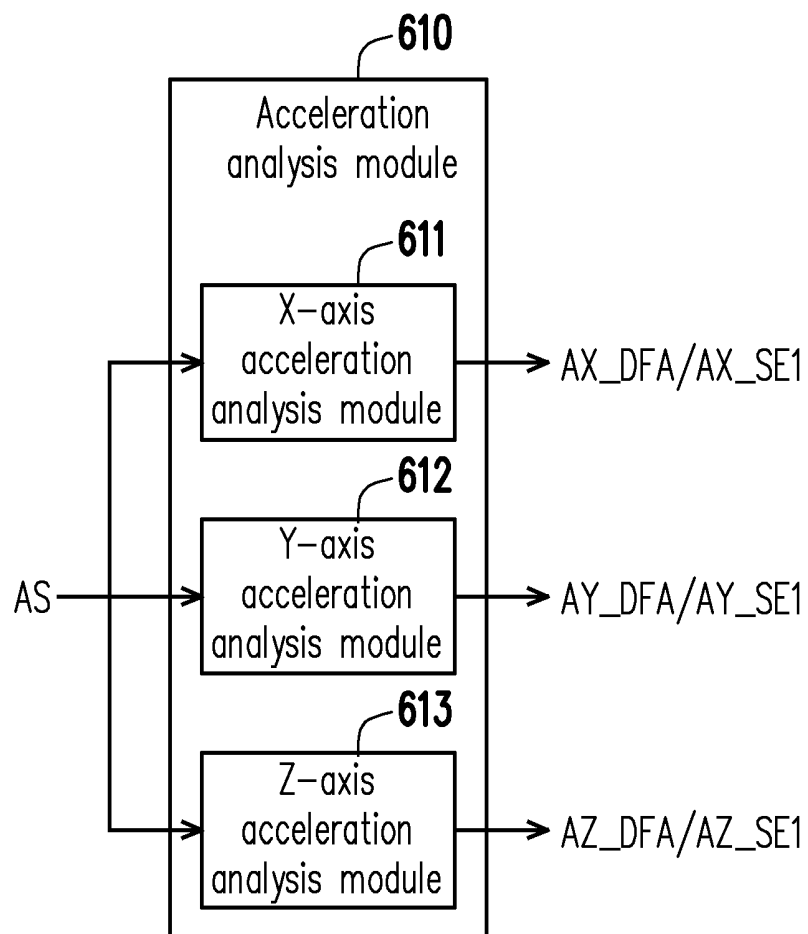 610
Acceleration
analysis module
611
X-axis
acceleration
analysis module
AX_DFA/AX_SE1
612
Y-axis
acceleration
analysis module
AS
AY_DFA/AY_SE1
613
Z-axis
acceleration
analysis module
AZ_DFA/AZ_SE1